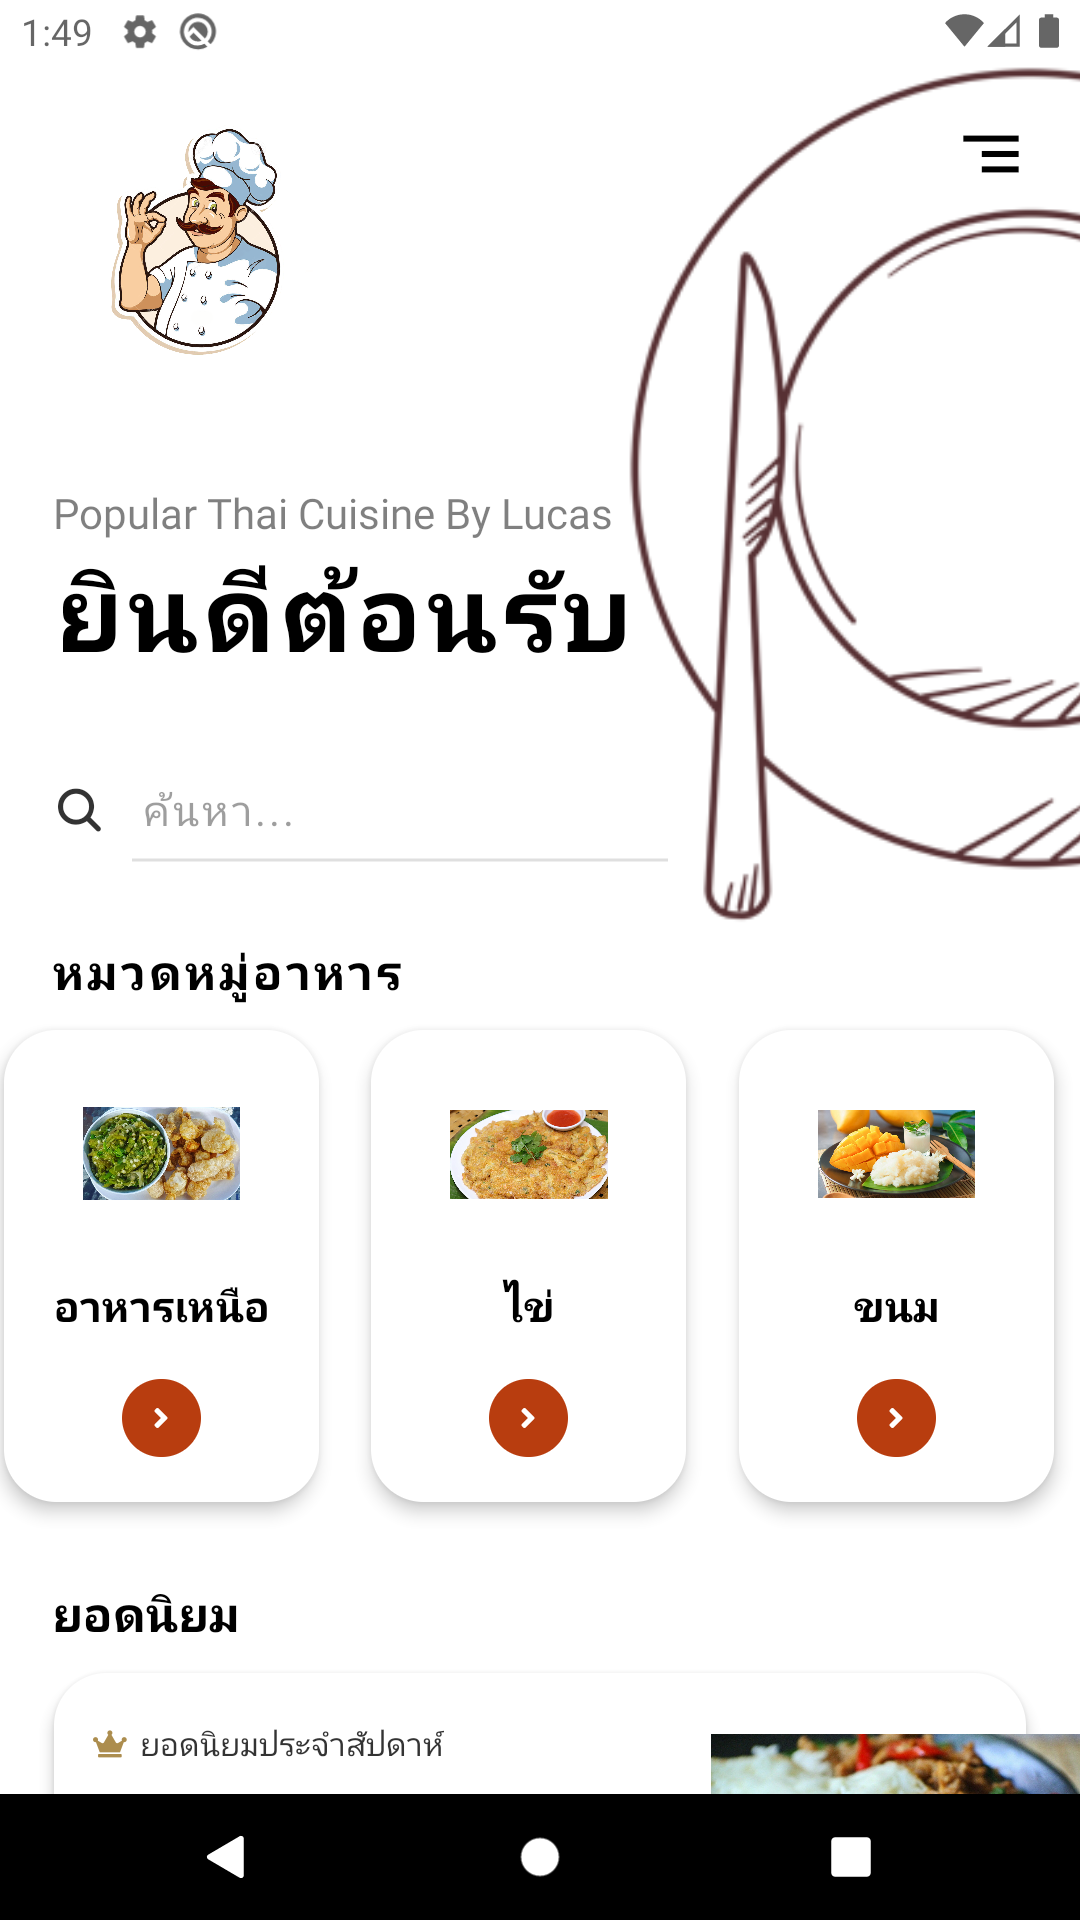 1:49
Popular Thai Cuisine By Lucas
ยินดีต้อนรับ
ค้นหา...
หมวดหมู่อาหาร
อาหารเหนือ
ไข่
ขนม
ยอดนิยม
ยอดนิยมประจำสัปดาห์